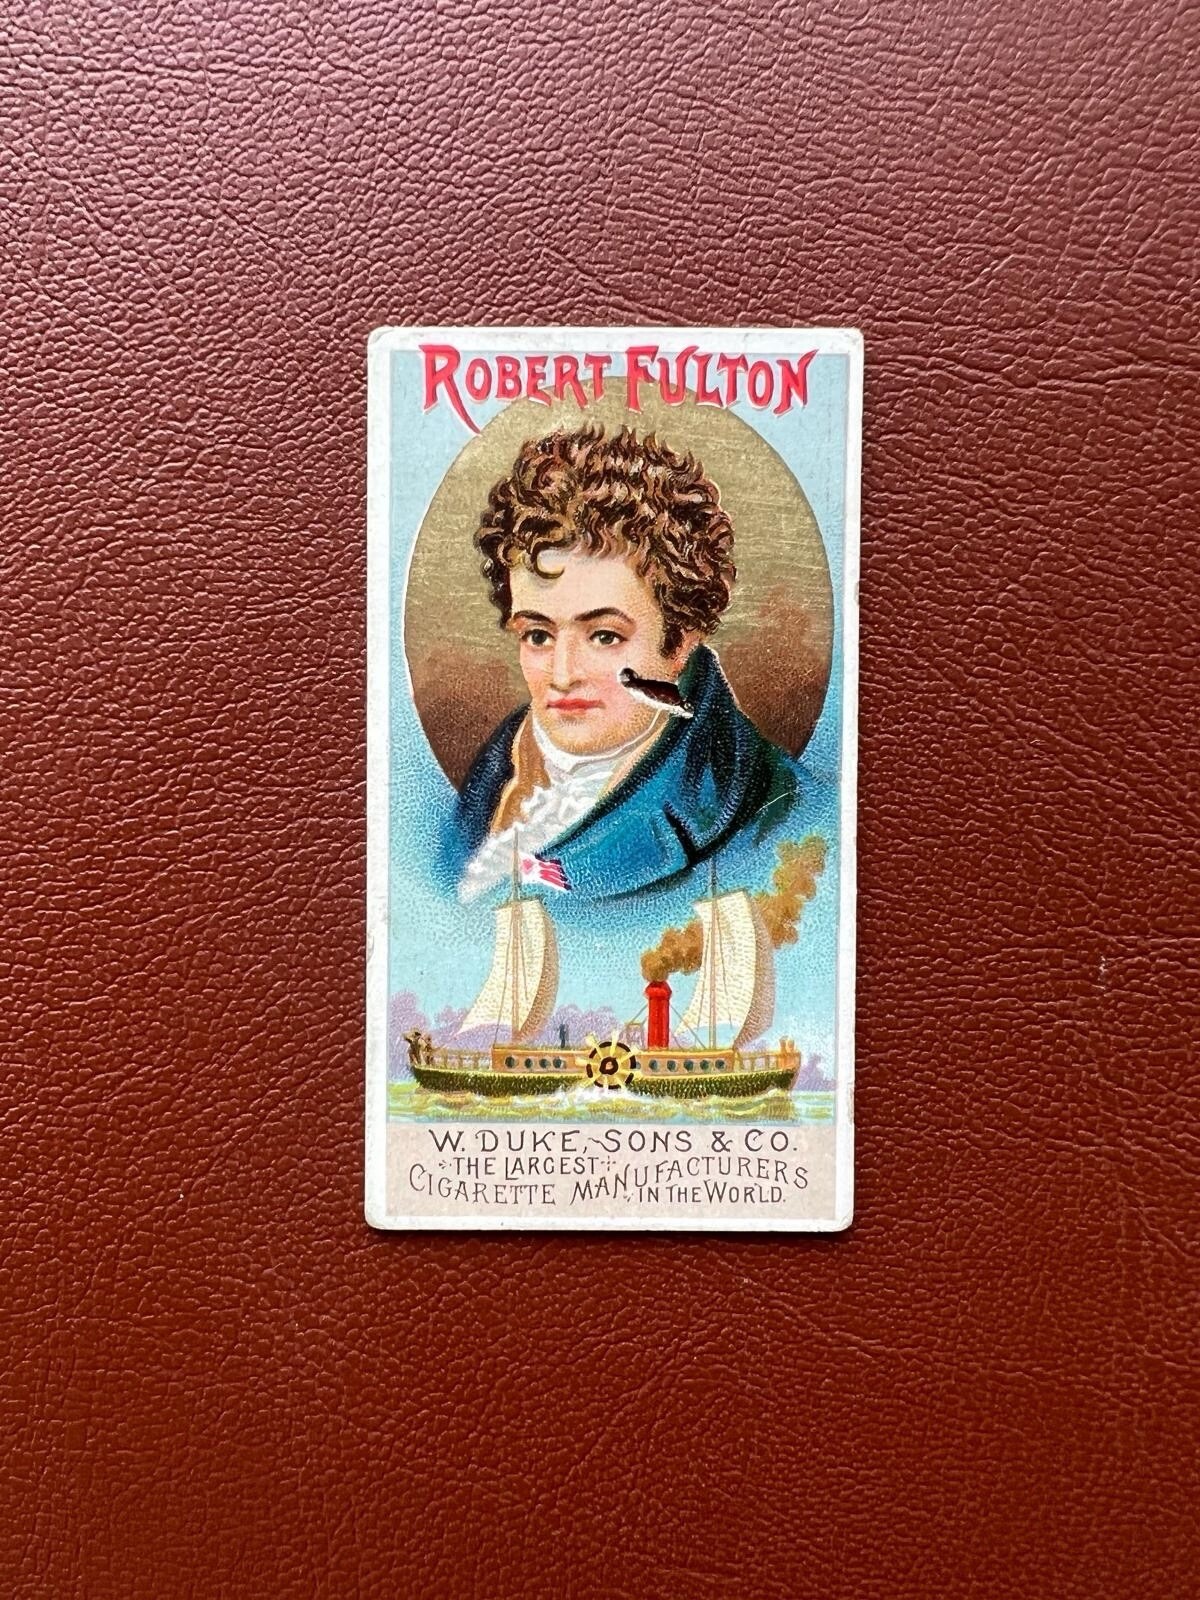 ROBERT FULTON
W. DUKE, SONS & CO.
THE LARGEST
CIGARETTE MANUFACTURERS
IN THE WORLD.